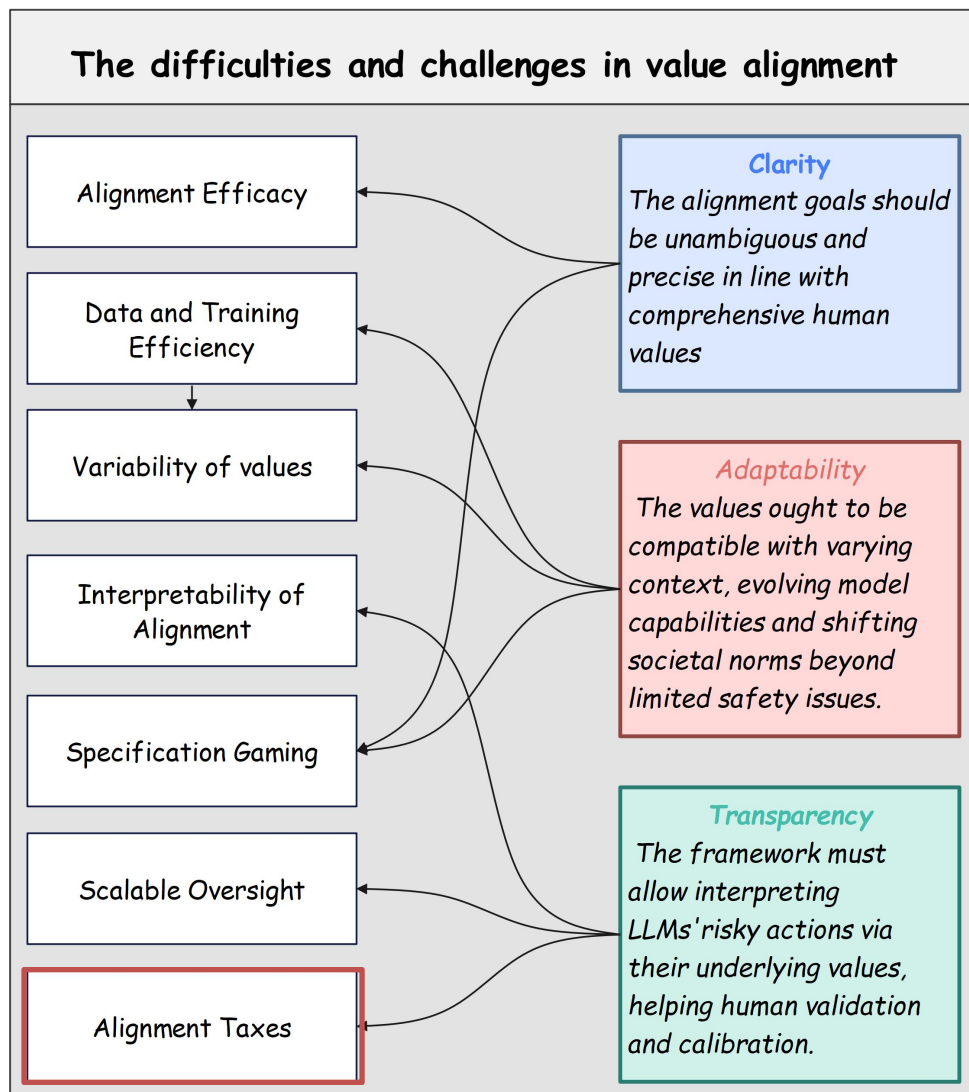 The difficulties and challenges in value alignment
Alignment Efficacy
Data and Training
Efficiency
Variability of values
Interpretability of
Alignment
Specification Gaming
Scalable Oversight
Alignment Taxes
Clarity
The alignment goals should
be unambiguous and
precise in line with
comprehensive human
values
Adaptability
The values ought to be
compatible with varying
context, evolving model
capabilities and shifting
societal norms beyond
limited safety issues.
Transparency
The framework must
allow interpreting
LLMs'risky actions via
their underlying values,
helping human validation
and calibration.